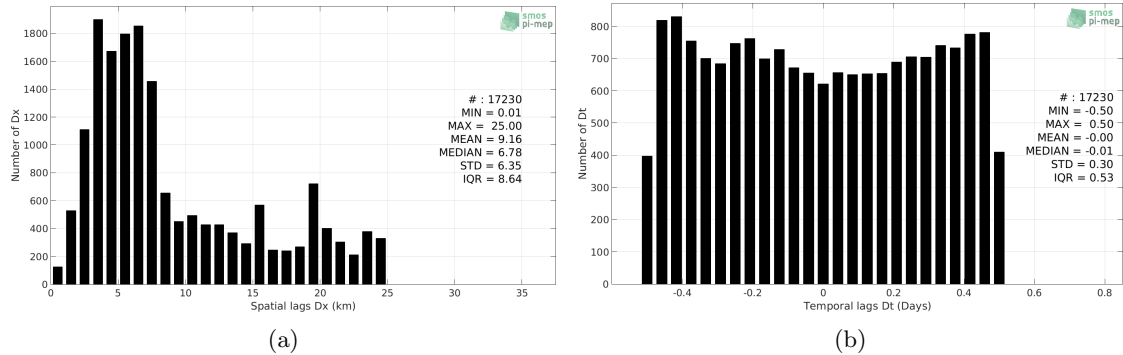 1800
1600
1400
1200
1000
800
600
400
200
0
Number of Dx
0 5 10 15 20 25 30 35
Spatial lags Dx (km)
smos
pi-mep
# : 17230
MIN = 0.01
MAX = 25.00
MEAN = 9.16
MEDIAN = 6.78
STD = 6.35
IQR = 8.64
(a)
800
700
600
500
400
300
200
100
0
Number of Dt
-0.4 -0.2 0 0.2 0.4 0.6 0.8
Temporal lags Dt (Days)
smos
pi-mep
# : 17230
MIN = -0.50
MAX = 0.50
MEAN = -0.00
MEDIAN = -0.01
STD = 0.30
IQR = 0.53
(b)